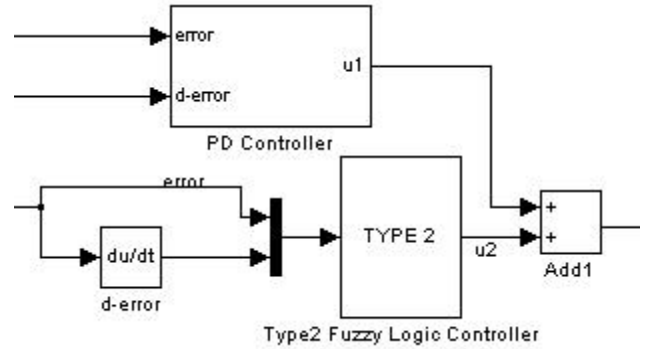 error
u1
d-error
PD Controller
error
+
TYPE 2
+
du/dt
u2
Add1
d-error
Type2 Fuzzy Logic Controller